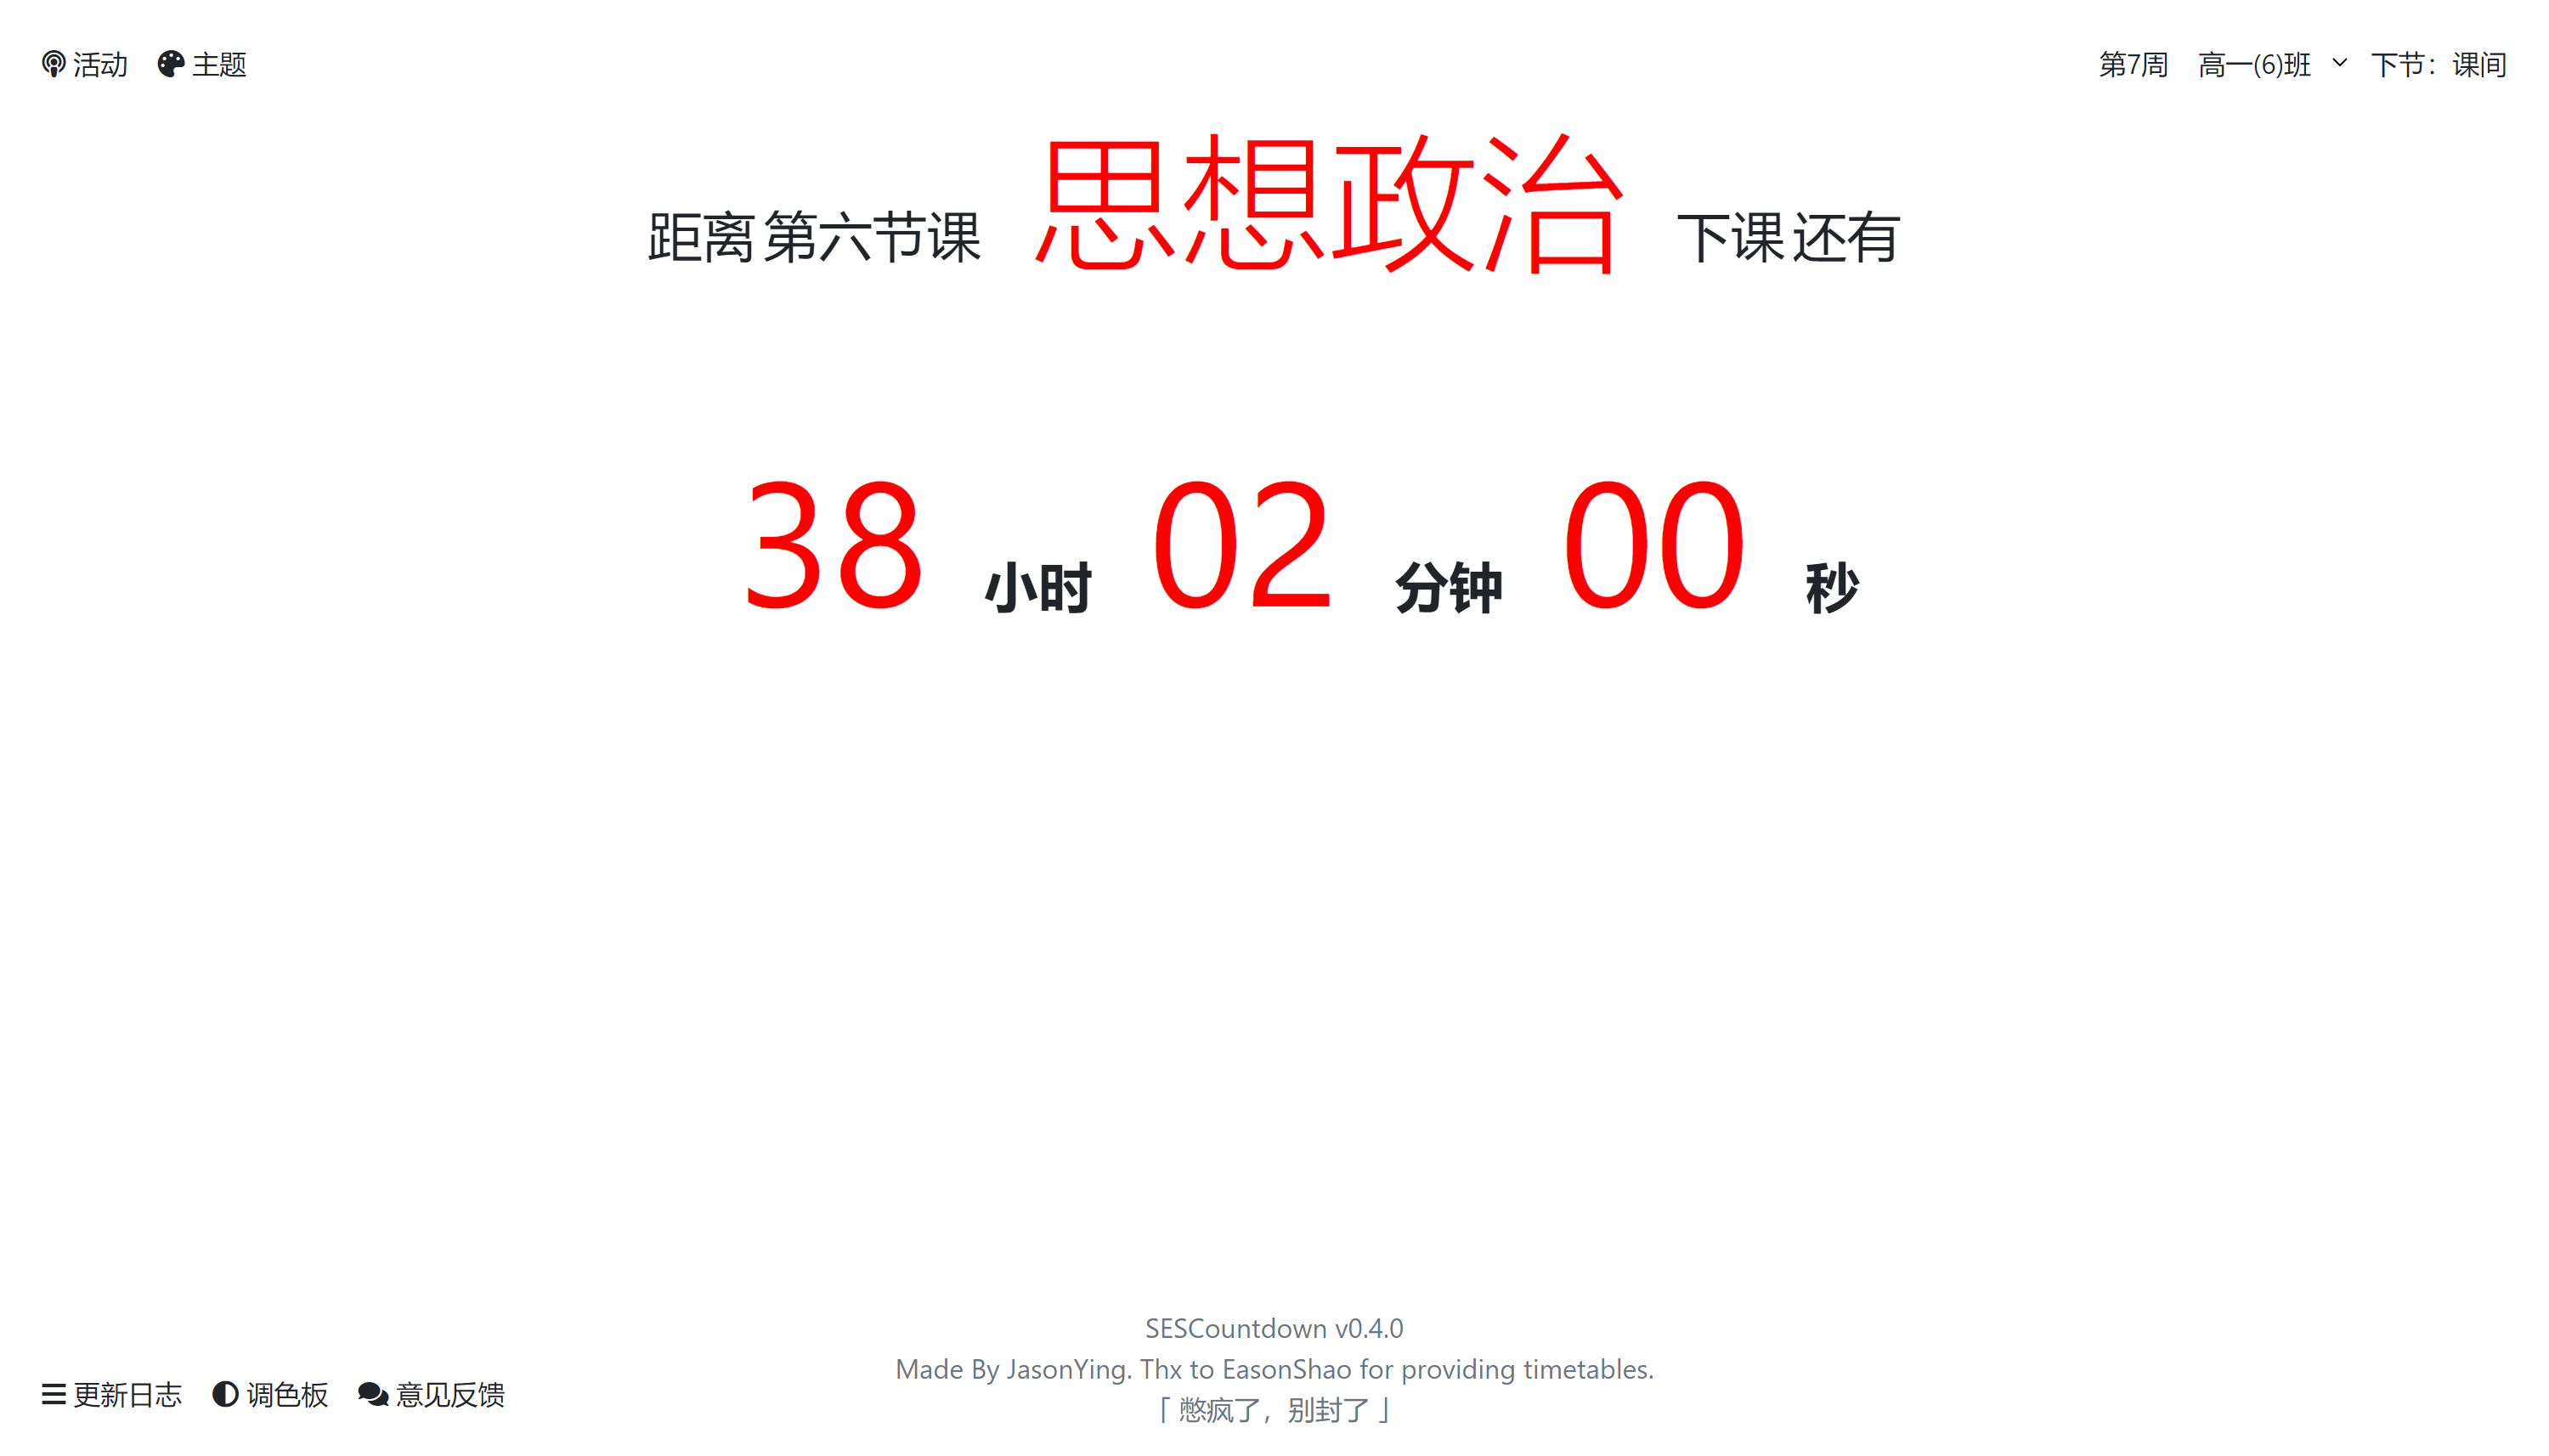 活动 主题 第7周 高一(6)班 下节：课间
距离 第六节课 思想政治 下课 还有
38 小时 02 分钟 00 秒
SESCountdown v0.4.0
Made By JasonYing. Thx to EasonShao for providing timetables.
「 憋疯了，别封了 」
更新日志 调色板 意见反馈